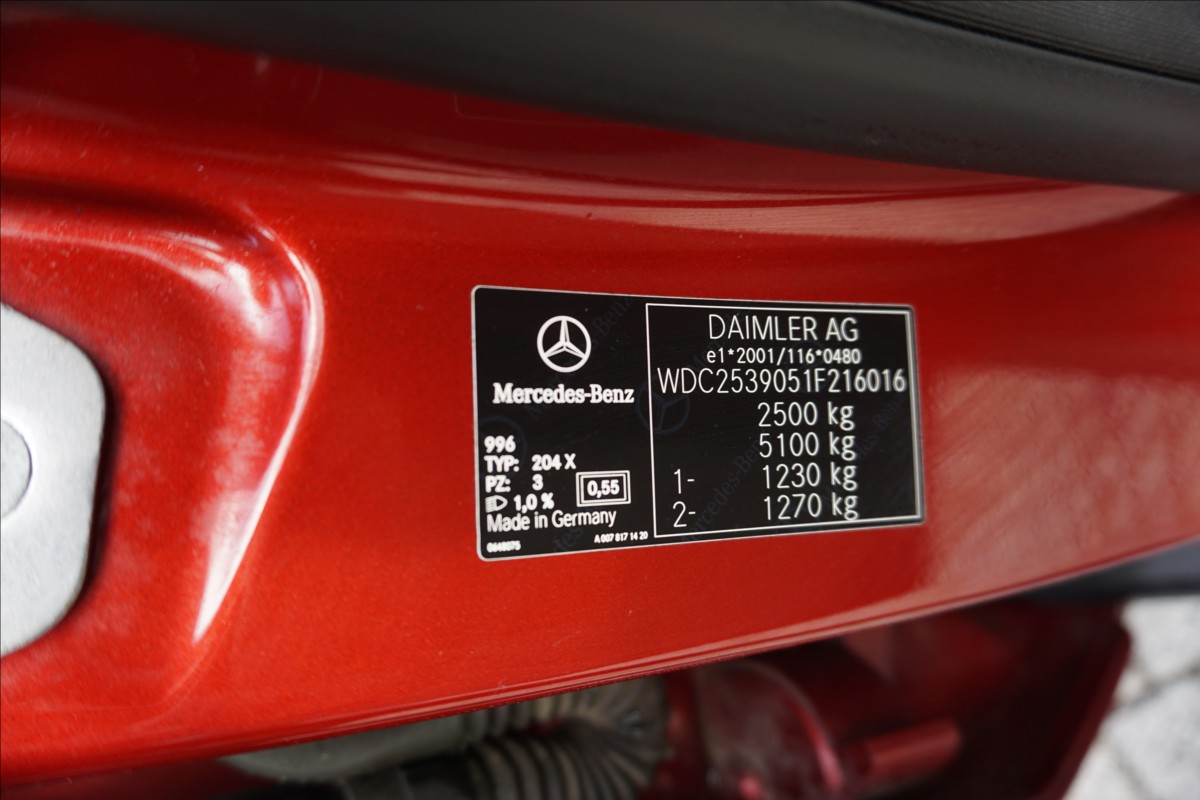 Mercedes-Benz
996
TYP: 204 X
PZ: 3
1,0 %
0,55
Made in Germany
0648075
A 007 817 14 20
DAIMLER AG
e1*2001/116*0480
WDC2539051F216016
2500 kg
5100 kg
1- 1230 kg
2- 1270 kg